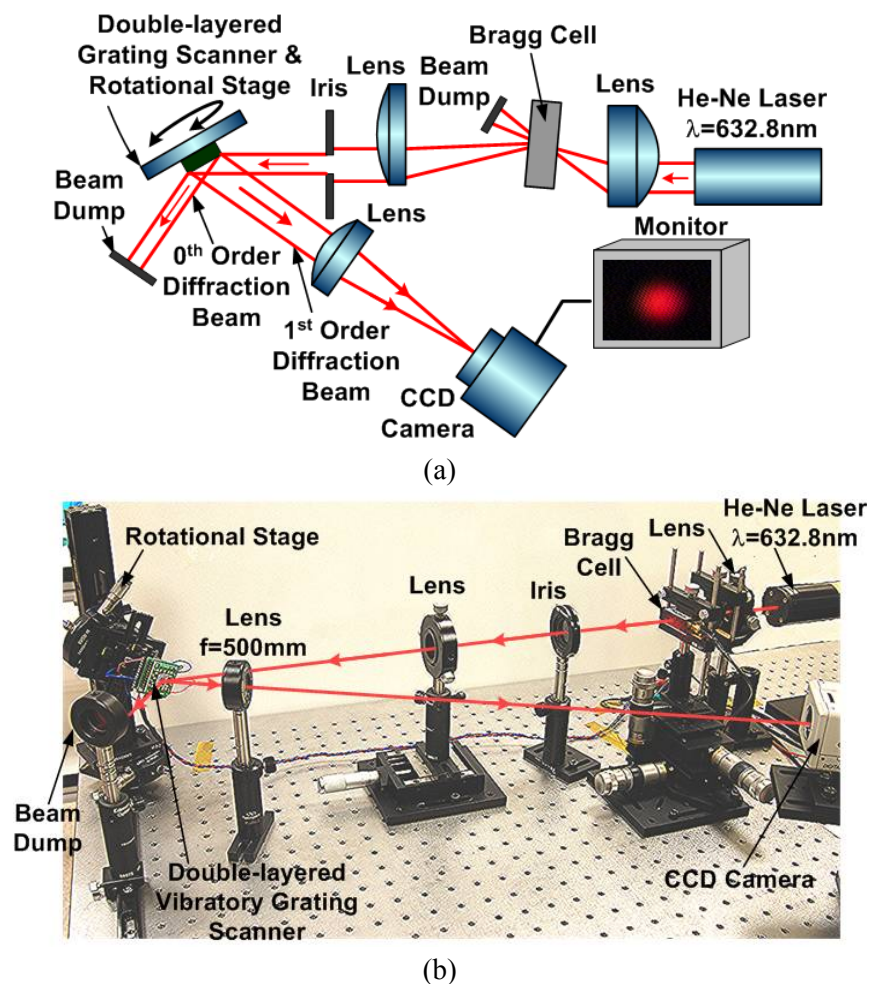 Double-layered
Grating Scanner &
Rotational Stage
Iris
Lens
Beam
Dump
Bragg
Cell
Lens
He-Ne Laser
λ=632.8nm
Beam
Dump
0th Order
Diffraction
Beam
Lens
1st Order
Diffraction
Beam
CCD
Camera
Monitor
(a)
Rotational Stage
Lens
f=500mm
Lens
Iris
Bragg
Cell
Lens
He-Ne Laser
λ=632.8nm
Beam
Dump
Double-layered
Vibratory Grating
Scanner
CCD Camera
(b)